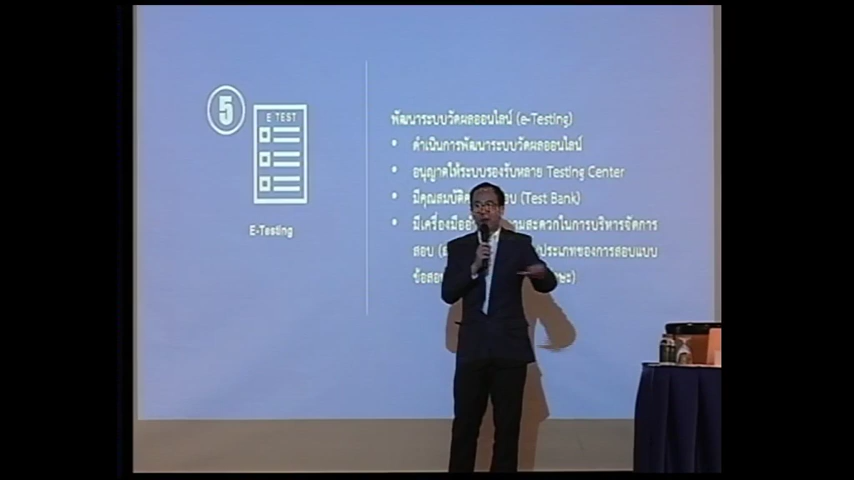 5
E TEST
E-Testing
พัฒนาระบบวัดผลออนไลน์ (e-Testing)
• ดำเนินการพัฒนาระบบวัดผลออนไลน์
• อนุญาตให้ระบบรองรับหลาย Testing Center
• มีคุณสมบัติ อบ (Test Bank)
• มีเครื่องมือ ามสะดวกในการบริหารจัดการ
สอบ ประเภทของการสอบแบบ
ข้อสอ ษะ)